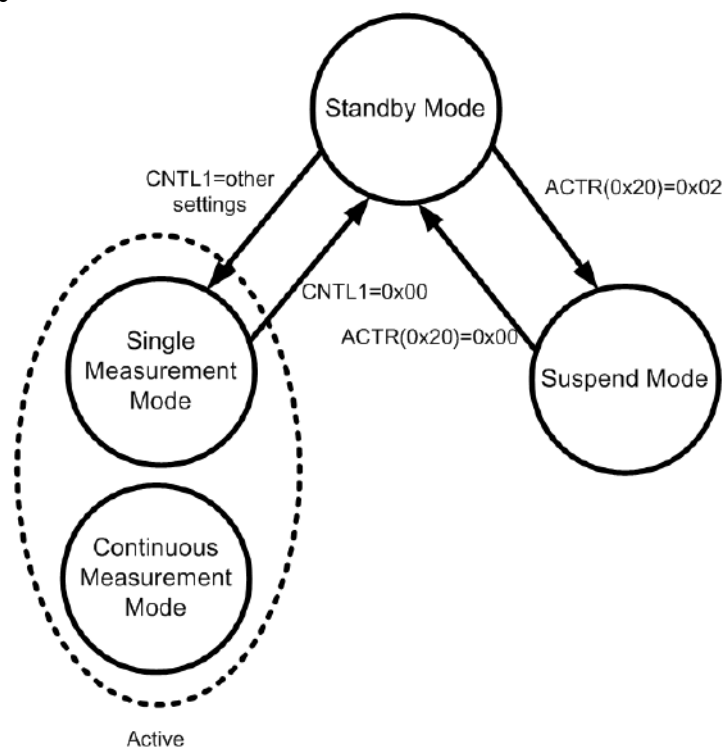 Standby Mode
CNTL1=other
settings
ACTR(0x20)=0x02
CNTL1=0x00
ACTR(0x20)=0x00
Single
Measurement
Mode
Suspend Mode
Continuous
Measurement
Mode
Active